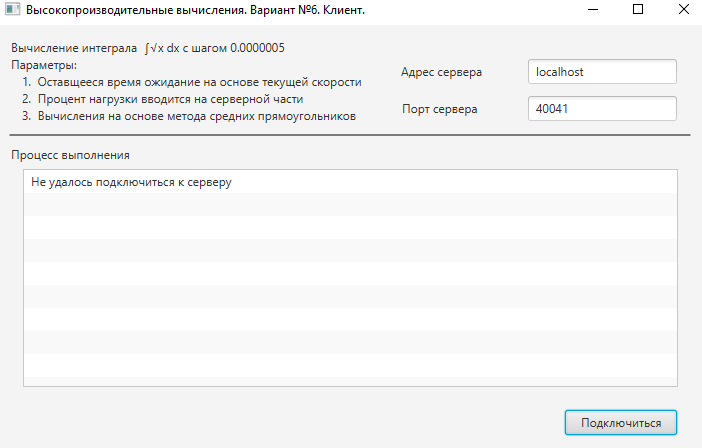 Высокопроизводительные вычисления. Вариант №6. Клиент.
Вычисление интеграла ∫√x dx с шагом 0.0000005
Параметры:
1. Оставщееся время ожидание на основе текущей скорости
2. Процент нагрузки вводится на серверной части
3. Вычисления на основе метода средних прямоугольников
Адрес сервера
localhost
Порт сервера
40041
Процесс выполнения
Не удалось подключиться к серверу
Подключиться